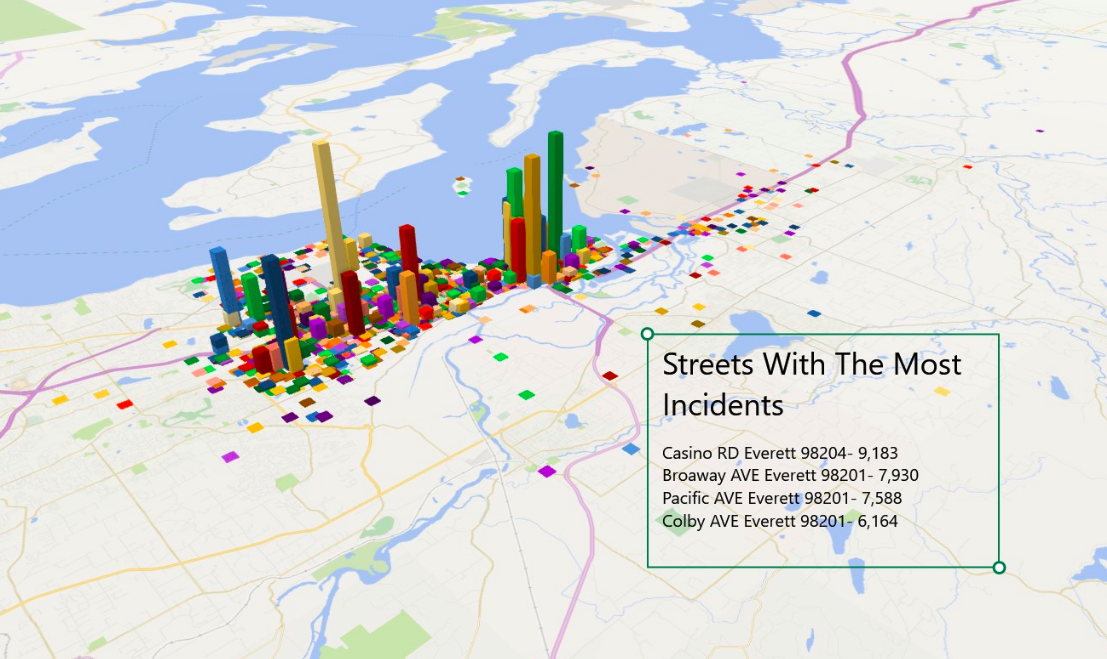 Streets With The Most
Incidents
Casino RD Everett 98204- 9,183
Broaway AVE Everett 98201- 7,930
Pacific AVE Everett 98201- 7,588
Colby AVE Everett 98201- 6,164